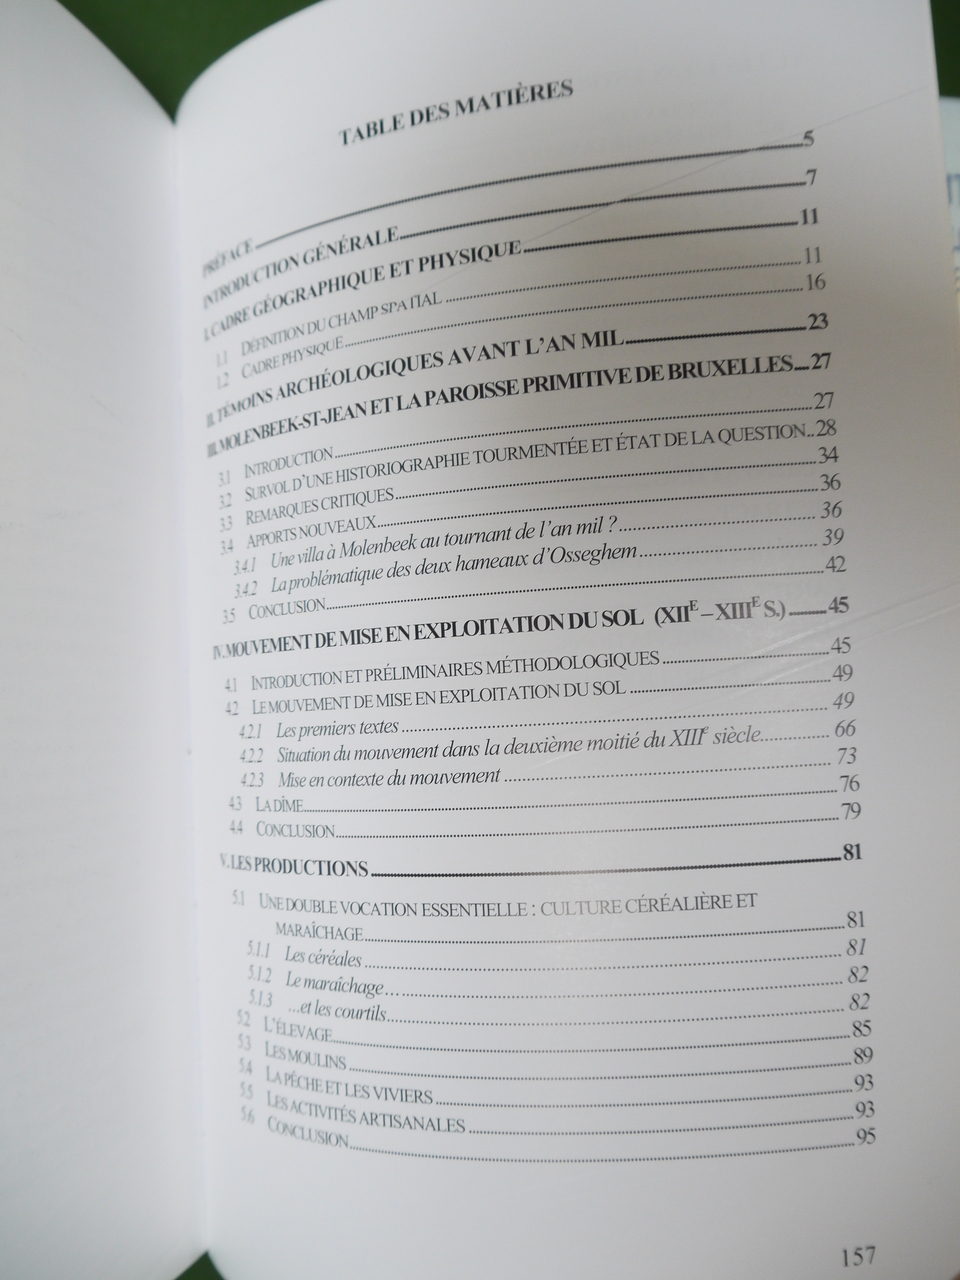 TABLE DES MATIÈRES
PRÉFACE 5
INTRODUCTION GÉNÉRALE 7
I. CADRE GÉOGRAPHIQUE ET PHYSIQUE 11
1.1 DÉFINITION DU CHAMP SPATIAL 11
1.2 CADRE PHYSIQUE 16
II. TÉMOINS ARCHÉOLOGIQUES AVANT L'AN MIL 23
III. MOLENBEEK-ST-JEAN ET LA PAROISSE PRIMITIVE DE BRUXELLES 27
3.1 INTRODUCTION 27
3.2 SURVOL D'UNE HISTORIOGRAPHIE TOURMENTÉE ET ÉTAT DE LA QUESTION 28
3.3 REMARQUES CRITIQUES 34
3.4 APPORTS NOUVEAUX 36
3.4.1 Une villa à Molenbeek au tournant de l'an mil ? 36
3.4.2 La problématique des deux hameaux d'Osseghem 39
3.5 CONCLUSION 42
IV. MOUVEMENT DE MISE EN EXPLOITATION DU SOL (XIIE – XIIIE S.) 45
4.1 INTRODUCTION ET PRÉLIMINAIRES MÉTHODOLOGIQUES 45
4.2 LE MOUVEMENT DE MISE EN EXPLOITATION DU SOL 49
4.2.1 Les premiers textes 49
4.2.2 Situation du mouvement dans la deuxième moitié du XIIIe siècle 66
4.2.3 Mise en contexte du mouvement 73
4.3 LA DÎME 76
4.4 CONCLUSION 79
V. LES PRODUCTIONS 81
5.1 UNE DOUBLE VOCATION ESSENTIELLE : CULTURE CÉRÉALIÈRE ET
MARAÎCHAGE 81
5.1.1 Les céréales 81
5.1.2 Le maraîchage… 82
5.1.3 …et les courtils 82
5.2 L'ÉLEVAGE 85
5.3 LES MOULINS 89
5.4 LA PÊCHE ET LES VIVIERS 93
5.5 LES ACTIVITÉS ARTISANALES 93
5.6 CONCLUSION 95
157